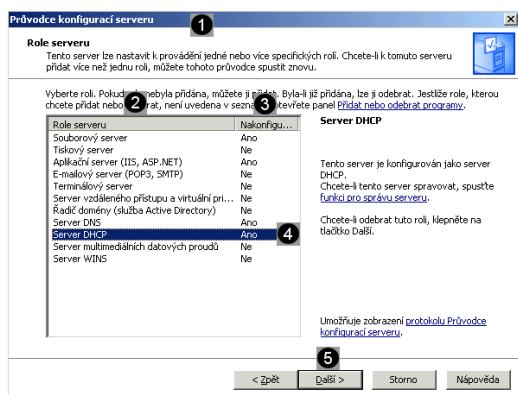 Průvodce konfigurací serveru
1
Role serveru
Tento server lze nastavit k provádění jedné nebo více specifických rolí. Chcete-li k tomuto serveru
přidat více než jednu roli, můžete tohoto průvodce spustit znovu.
Vyberte roli. Pokud nebyla přidána, můžete ji přidat. Byla-li již přidána, lze ji odebrat. Jestliže role, kterou
chcete přidat nebo odebrat, není uvedena v otevřete panel Přidat nebo odebrat programy.
2 3
Role serveru Nakonfigu...
Souborový server Ano
Tiskový server Ne
Aplikační server (IIS, ASP.NET) Ano
E-mailový server (POP3, SMTP) Ne
Terminálový server Ne
Server vzdáleného přístupu a virtuální pri... Ne
Řadič domény (služba Active Directory) Ne
Server DNS Ano
Server DHCP Ano 4
Server multimediálních datových proudů Ne
Server WINS Ne
Server DHCP
Tento server je konfigurován jako server
DHCP.
Chcete-li tento server spravovat, spusťte
funkci pro správu serveru.
Chcete-li odebrat tuto roli, klepněte na
tlačítko Další.
Umožňuje zobrazení protokolu Průvodce
konfigurací serveru.
5
< Zpět Další > Storno Nápověda